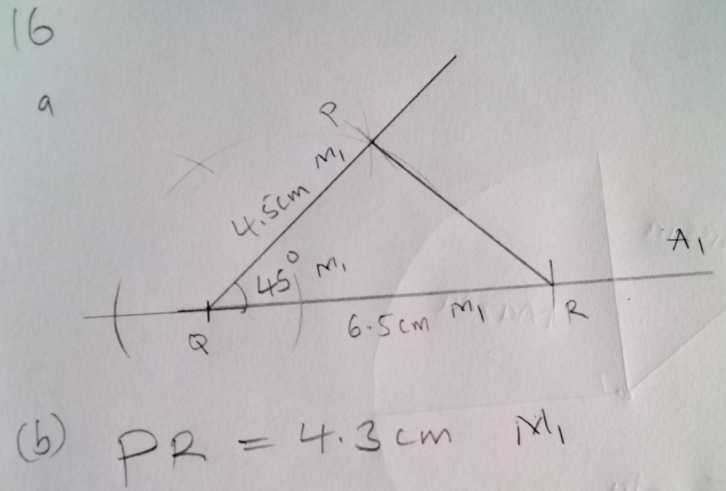 16
a
P
4.5cm M1
45° M1
A1
Q
6.5cm M1
R
(b) PR = 4.3cm M1